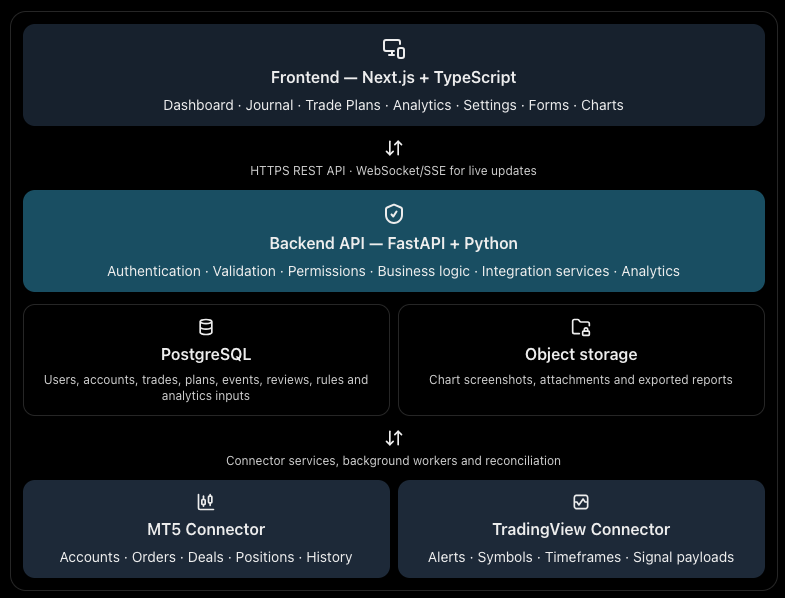 Frontend — Next.js + TypeScript
Dashboard · Journal · Trade Plans · Analytics · Settings · Forms · Charts
HTTPS REST API · WebSocket/SSE for live updates
Backend API — FastAPI + Python
Authentication · Validation · Permissions · Business logic · Integration services · Analytics
PostgreSQL
Users, accounts, trades, plans, events, reviews, rules and
analytics inputs
Object storage
Chart screenshots, attachments and exported reports
Connector services, background workers and reconciliation
MT5 Connector
Accounts · Orders · Deals · Positions · History
TradingView Connector
Alerts · Symbols · Timeframes · Signal payloads